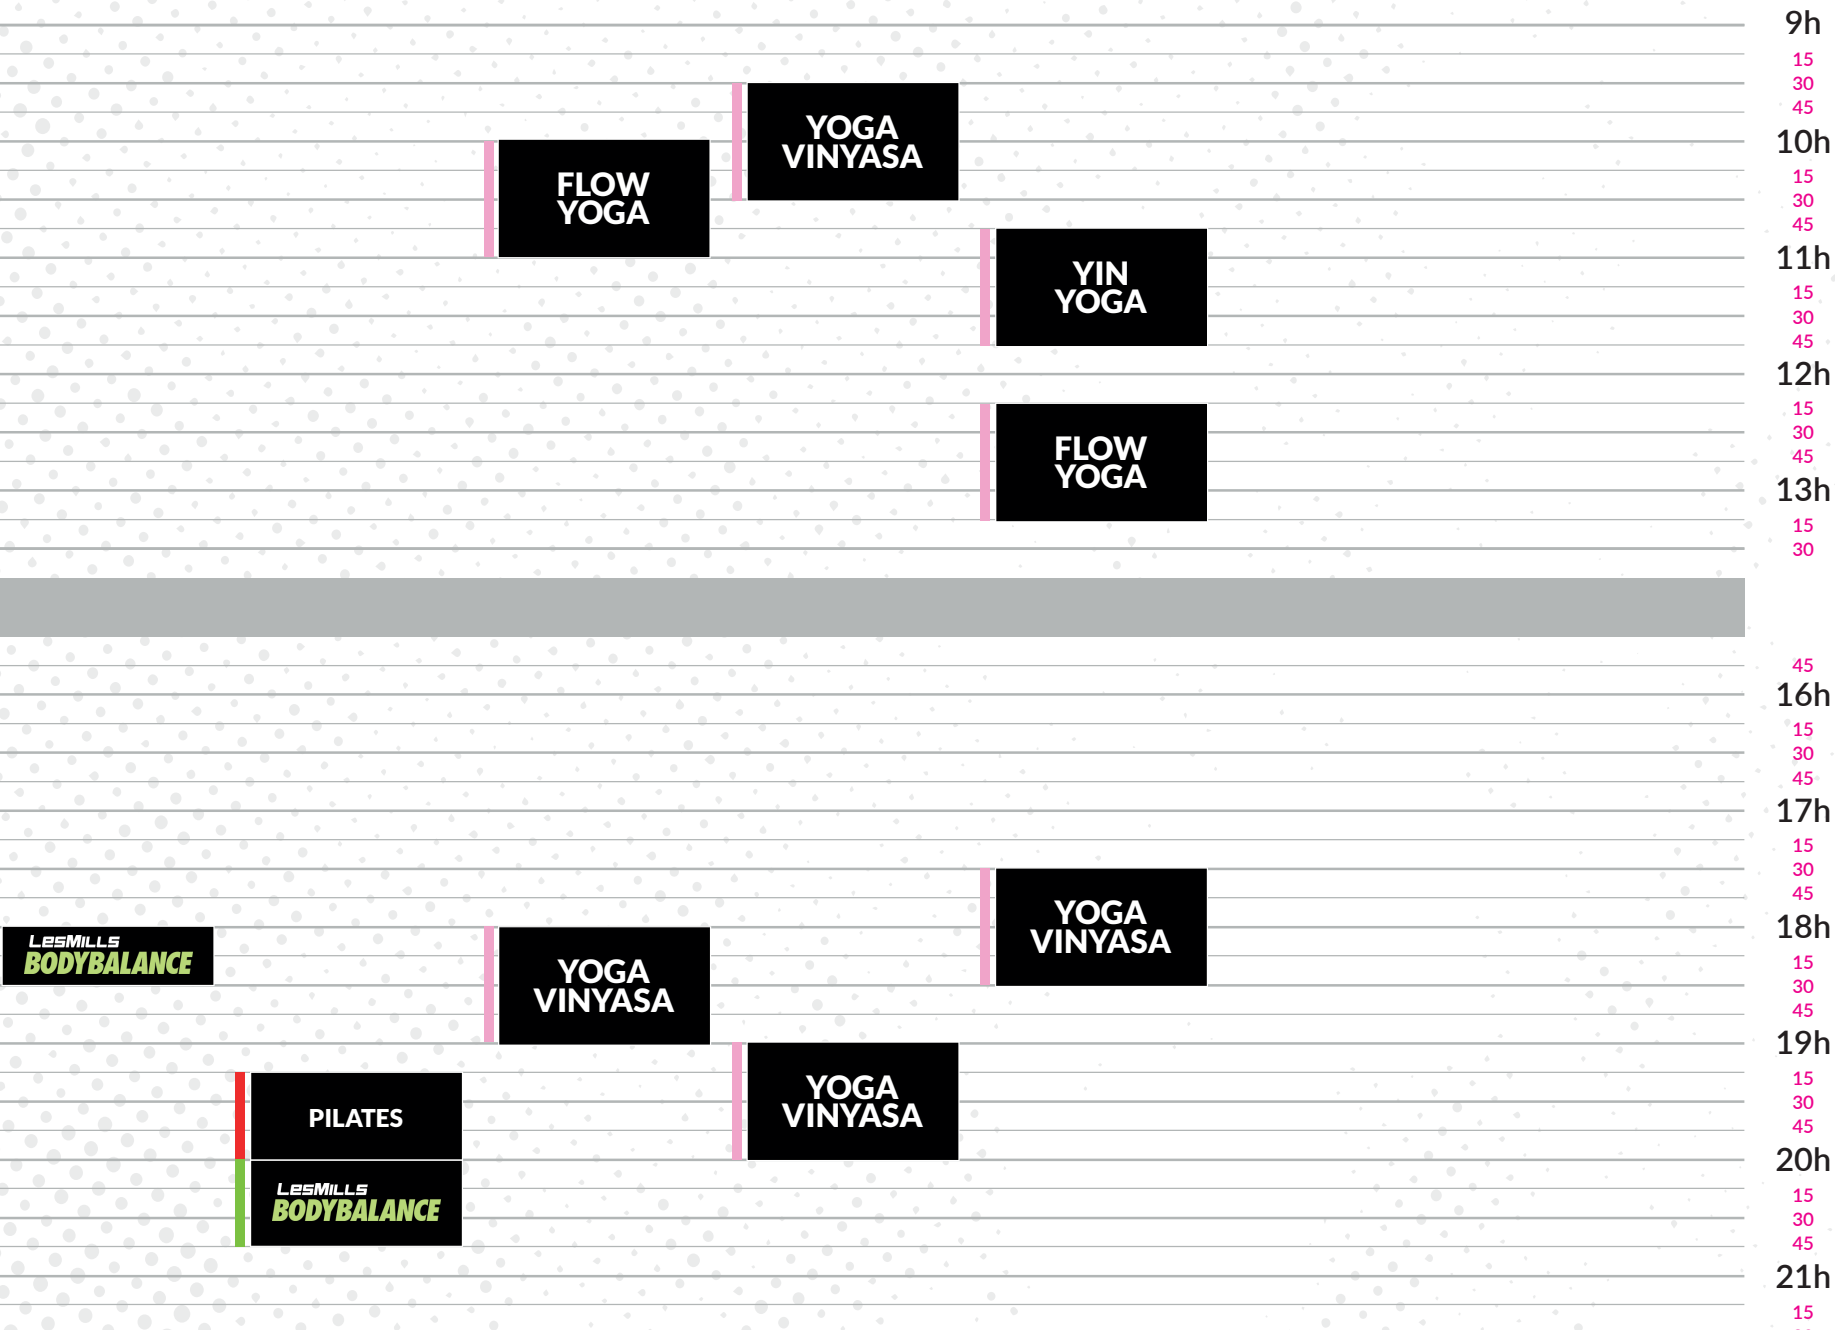 9h
15
30
45
YOGA
VINYASA
10h
FLOW
YOGA
15
30
45
11h
YIN
YOGA
15
30
45
12h
15
30
FLOW
YOGA
45
13h
15
30
45
16h
15
30
45
17h
15
30
45
YOGA
VINYASA
18h
LesMILLS
BODYBALANCE
YOGA
VINYASA
15
30
45
19h
15
YOGA
VINYASA
30
PILATES
45
20h
LesMILLS
BODYBALANCE
15
30
45
21h
15